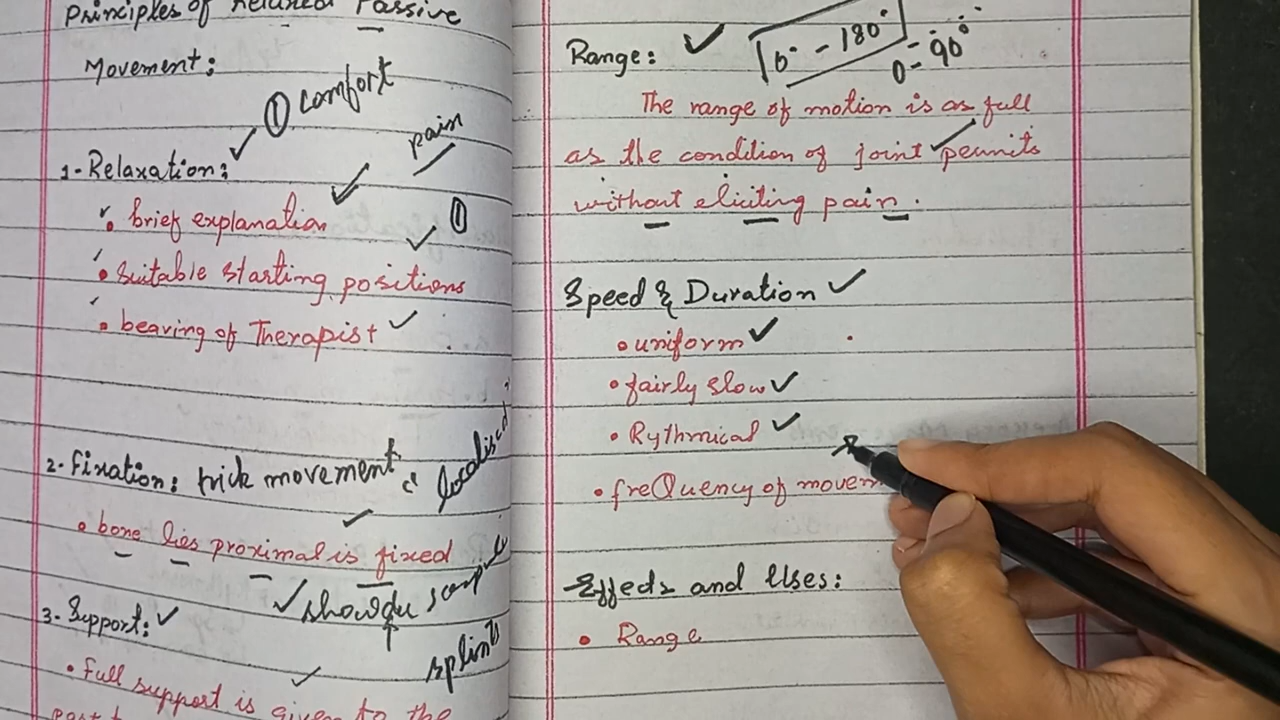 Principles of Relaxed Passive
Movement:
① comfort
pain
1- Relaxation:
• brief explanation
①
• suitable starting positions
• bearing of Therapist
2- fixation: trick movement
localised
• bone lies proximal is fixed
3- Support:
splints
• full support is given to the
Range: 0° - 180°
0 - 90°
The range of motion is as full
as the condition of joint permits
without eliciting pain.
Speed & Duration
• uniform
• fairly slow
• Rythmical
• freQuency of movem
Effects and Uses:
• Range